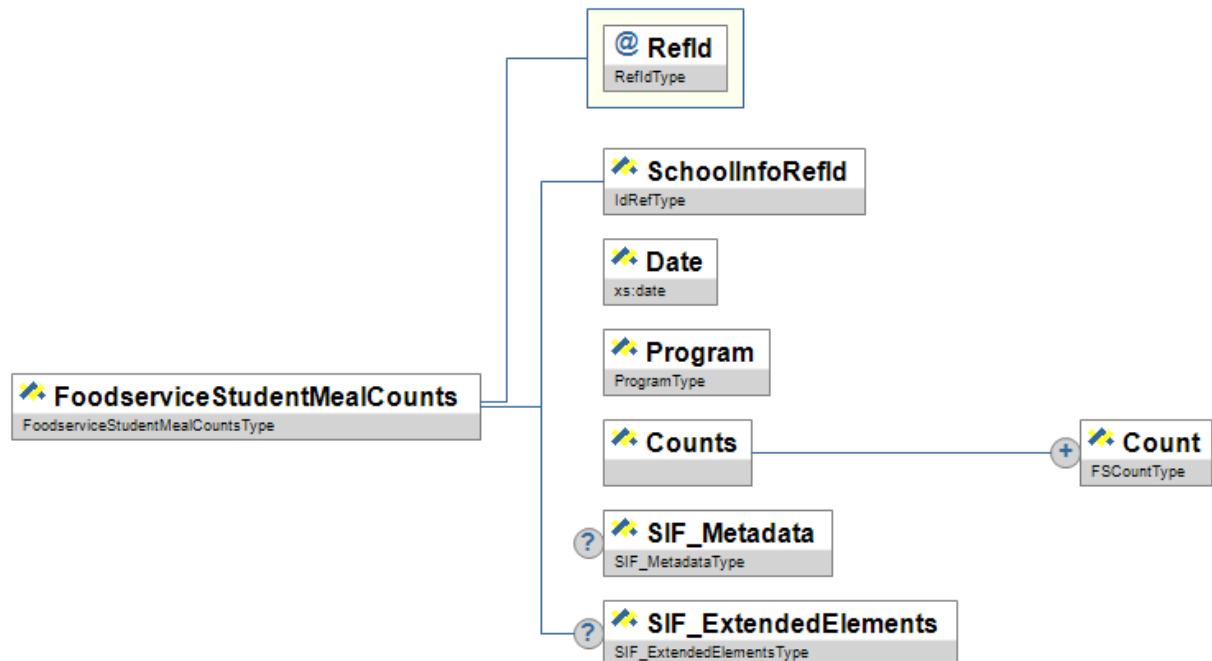 @ RefId
RefIdType
SchoolInfoRefId
IdRefType
Date
xs:date
Program
ProgramType
FoodserviceStudentMealCounts
FoodserviceStudentMealCountsType
Counts
+
Count
FSCountType
?
SIF_Metadata
SIF_MetadataType
?
SIF_ExtendedElements
SIF_ExtendedElementsType